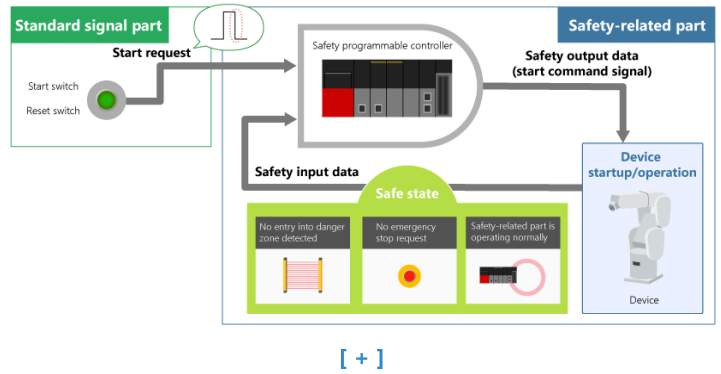 Standard signal part
Safety-related part
Start request
Start switch
Reset switch
Safety programmable controller
Safety output data
(start command signal)
Safety input data
Safe state
No entry into danger
zone detected
No emergency
stop request
Safety-related part is
operating normally
Device
startup/operation
Device
[ + ]